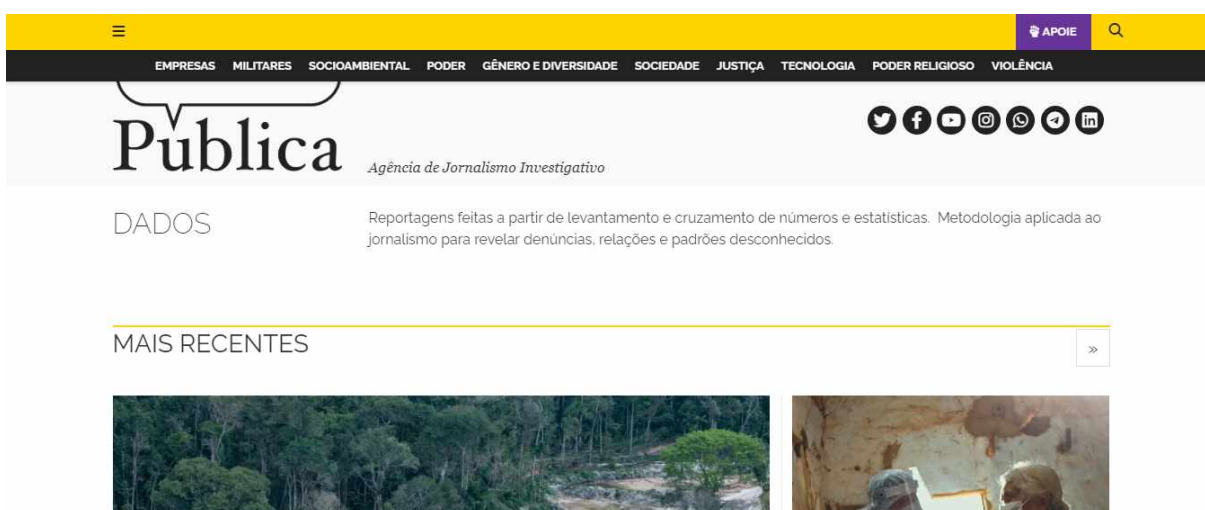 APOIE
EMPRESAS MILITARES SOCIOAMBIENTAL PODER GÊNERO E DIVERSIDADE SOCIEDADE JUSTIÇA TECNOLOGIA PODER RELIGIOSO VIOLÊNCIA
Pública
Agência de Jornalismo Investigativo
DADOS
Reportagens feitas a partir de levantamento e cruzamento de números e estatísticas. Metodologia aplicada ao
jornalismo para revelar denúncias, relações e padrões desconhecidos.
MAIS RECENTES
»